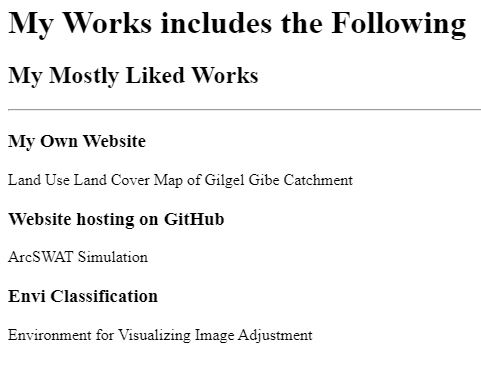 My Works includes the Following
My Mostly Liked Works
My Own Website
Land Use Land Cover Map of Gilgel Gibe Catchment
Website hosting on GitHub
ArcSWAT Simulation
Envi Classification
Environment for Visualizing Image Adjustment